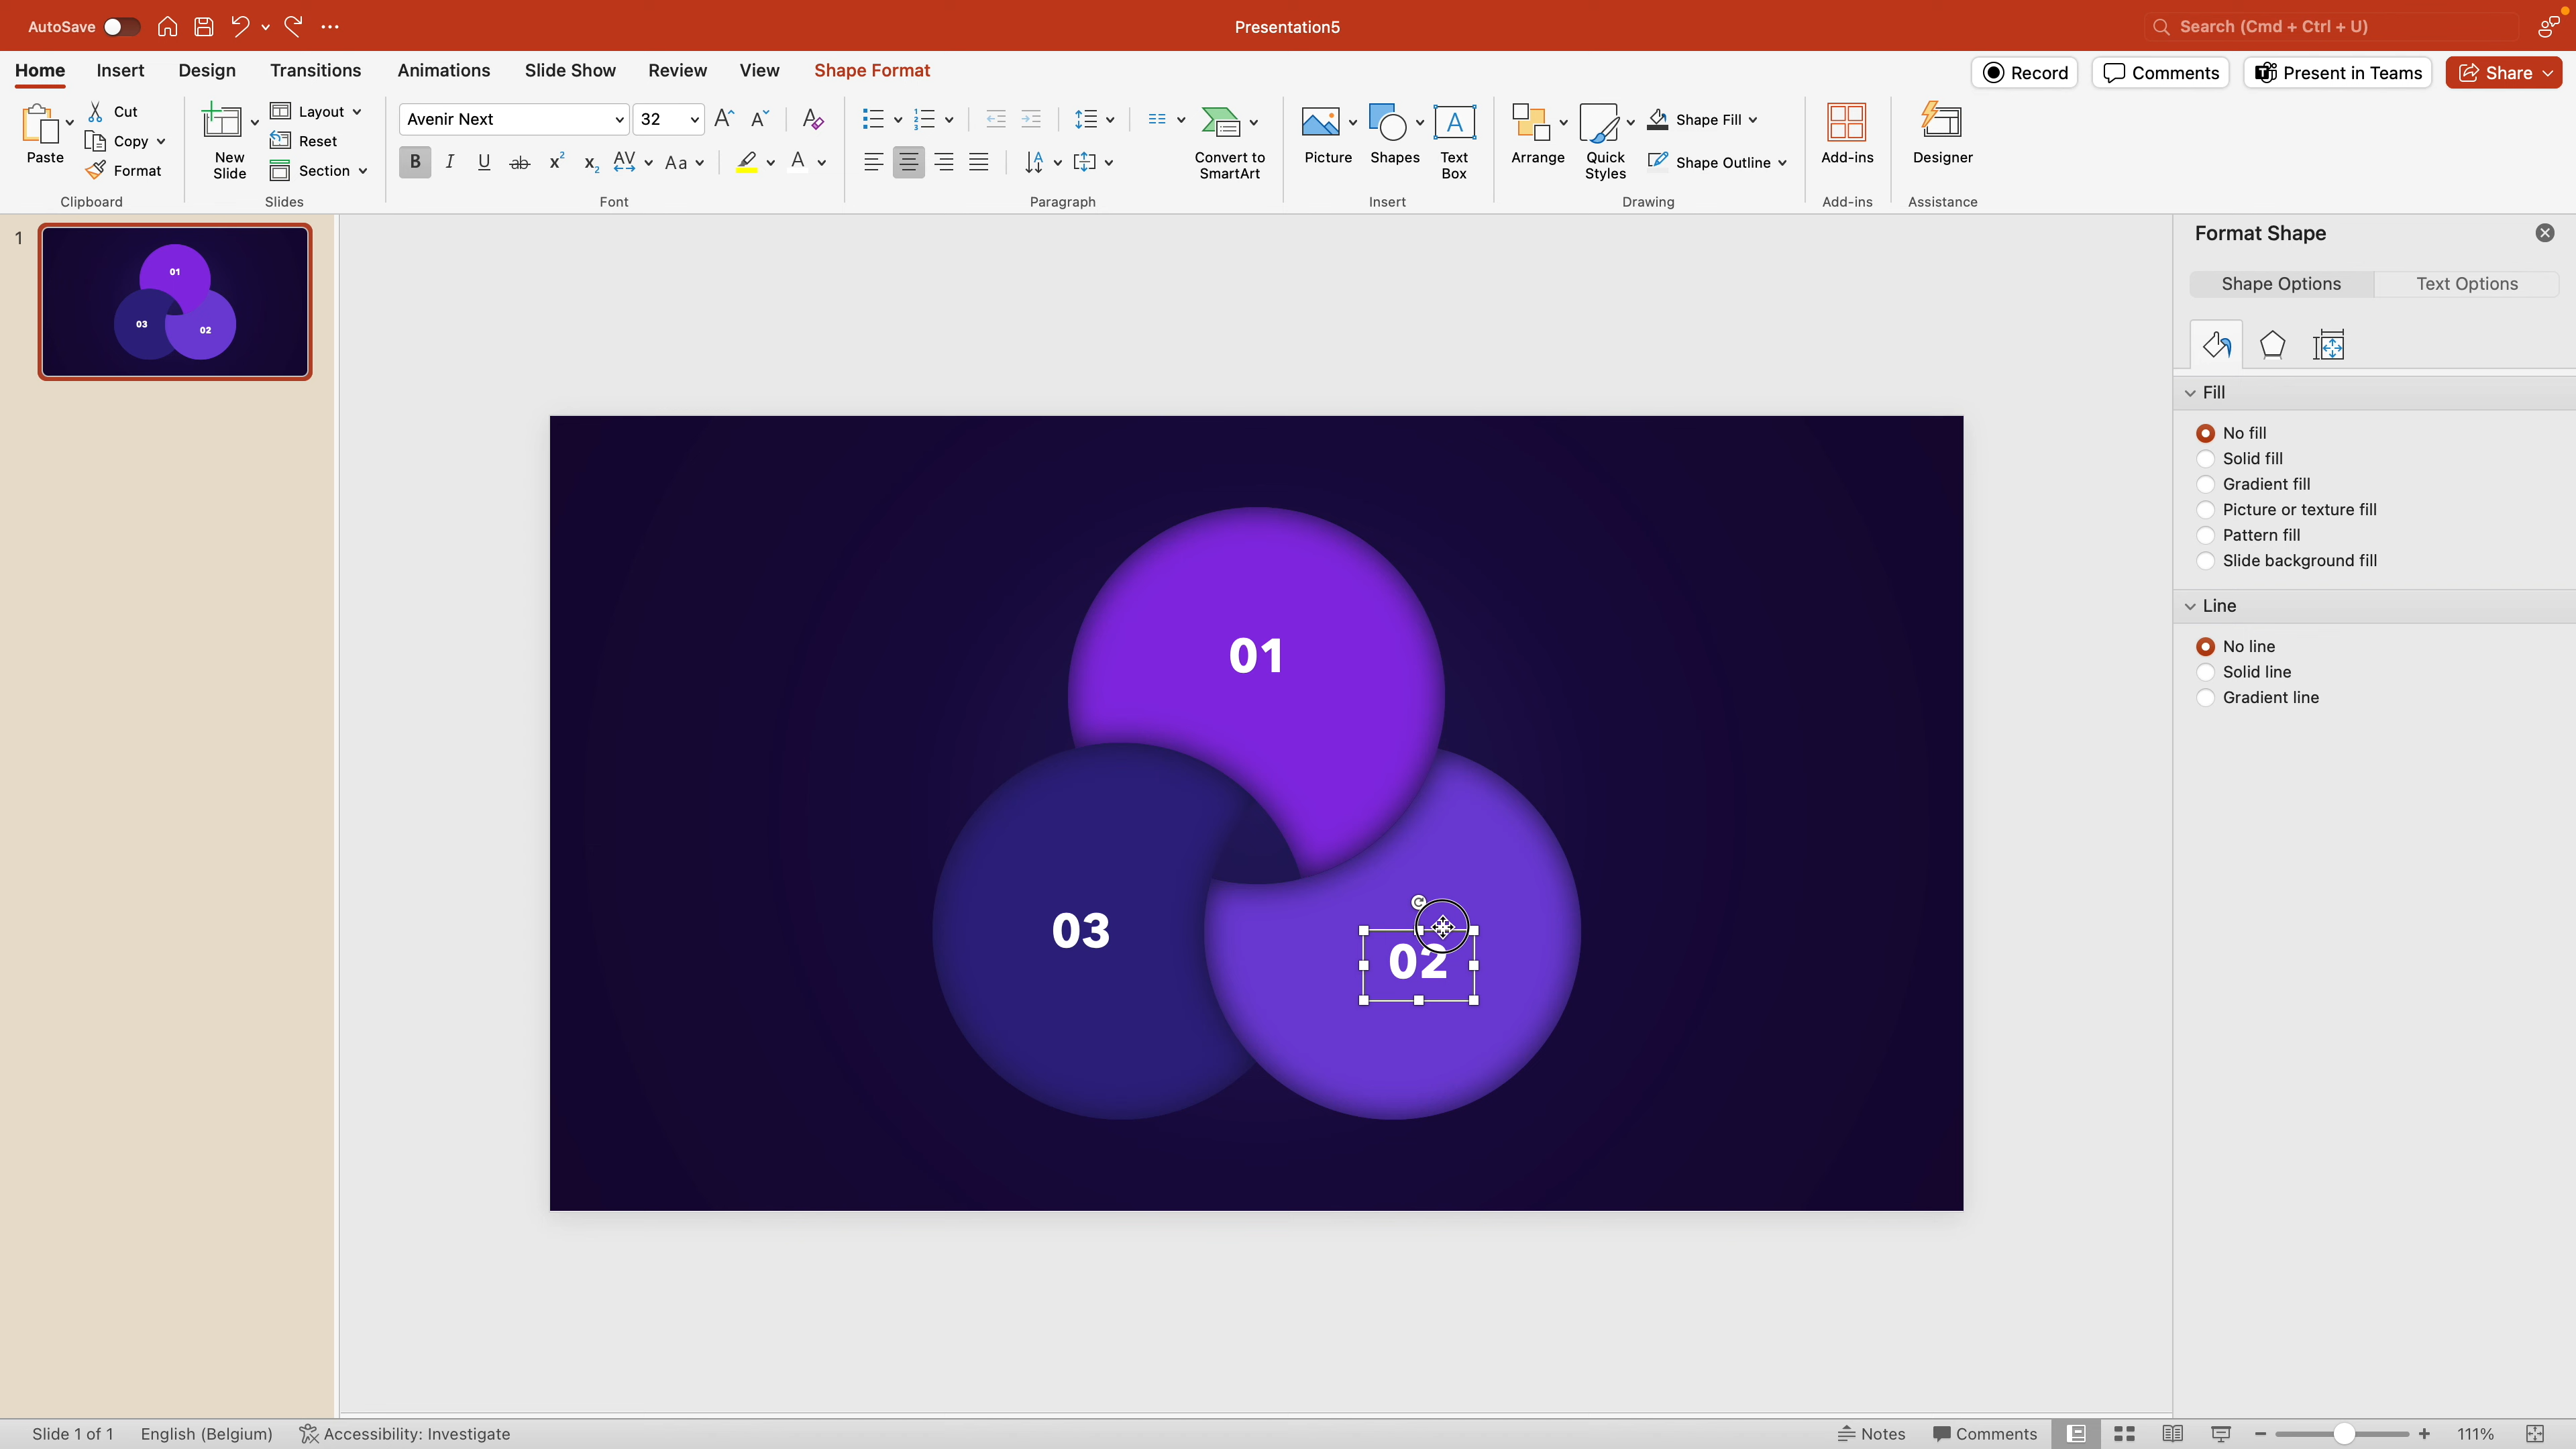 AutoSave
Presentation5
Search (Cmd + Ctrl + U)
Home Insert Design Transitions Animations Slide Show Review View Shape Format
Record Comments Present in Teams Share
Paste
Cut
Copy
Format
Clipboard
New Slide
Layout
Reset
Section
Slides
Avenir Next 32
B I U ab x² x₂ AV Aa A
Font
Paragraph
Convert to SmartArt
Picture
Shapes
Text Box
Insert
Arrange
Quick Styles
Shape Fill
Shape Outline
Drawing
Add-ins
Add-ins
Designer
Assistance
1
01
03
02
01
03
02
Format Shape
Shape Options Text Options
Fill
No fill
Solid fill
Gradient fill
Picture or texture fill
Pattern fill
Slide background fill
Line
No line
Solid line
Gradient line
Slide 1 of 1 English (Belgium) Accessibility: Investigate
Notes Comments 111%